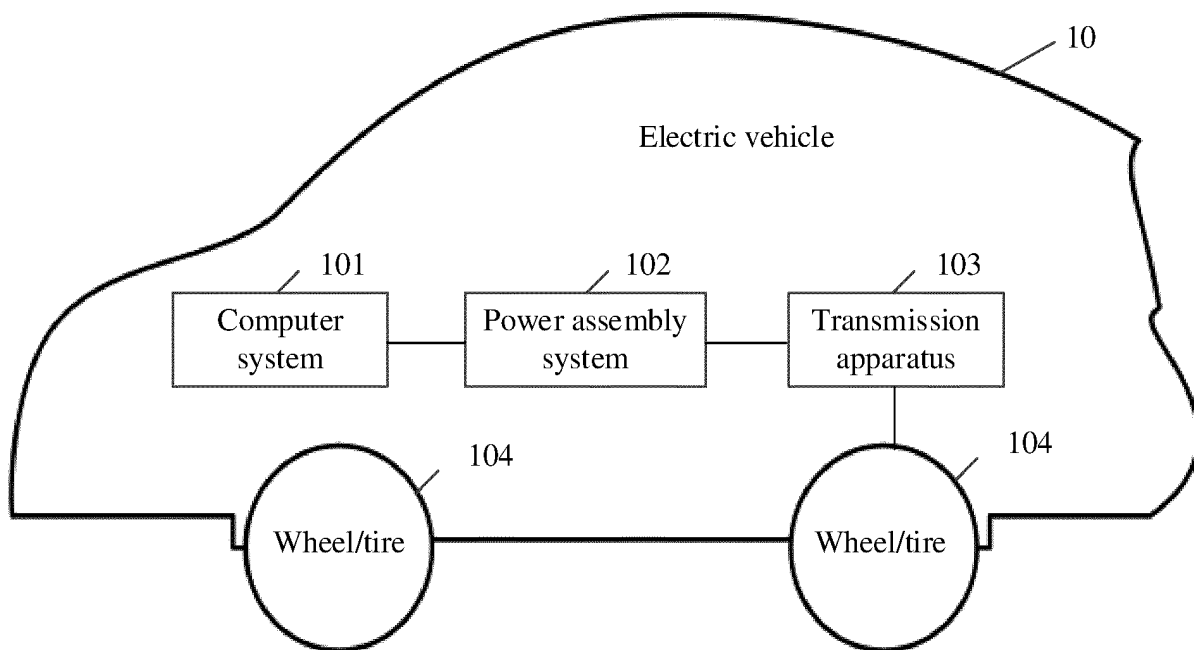 10
Electric vehicle
101
102
103
Computer
system
Power assembly
system
Transmission
apparatus
104
104
Wheel/tire
Wheel/tire